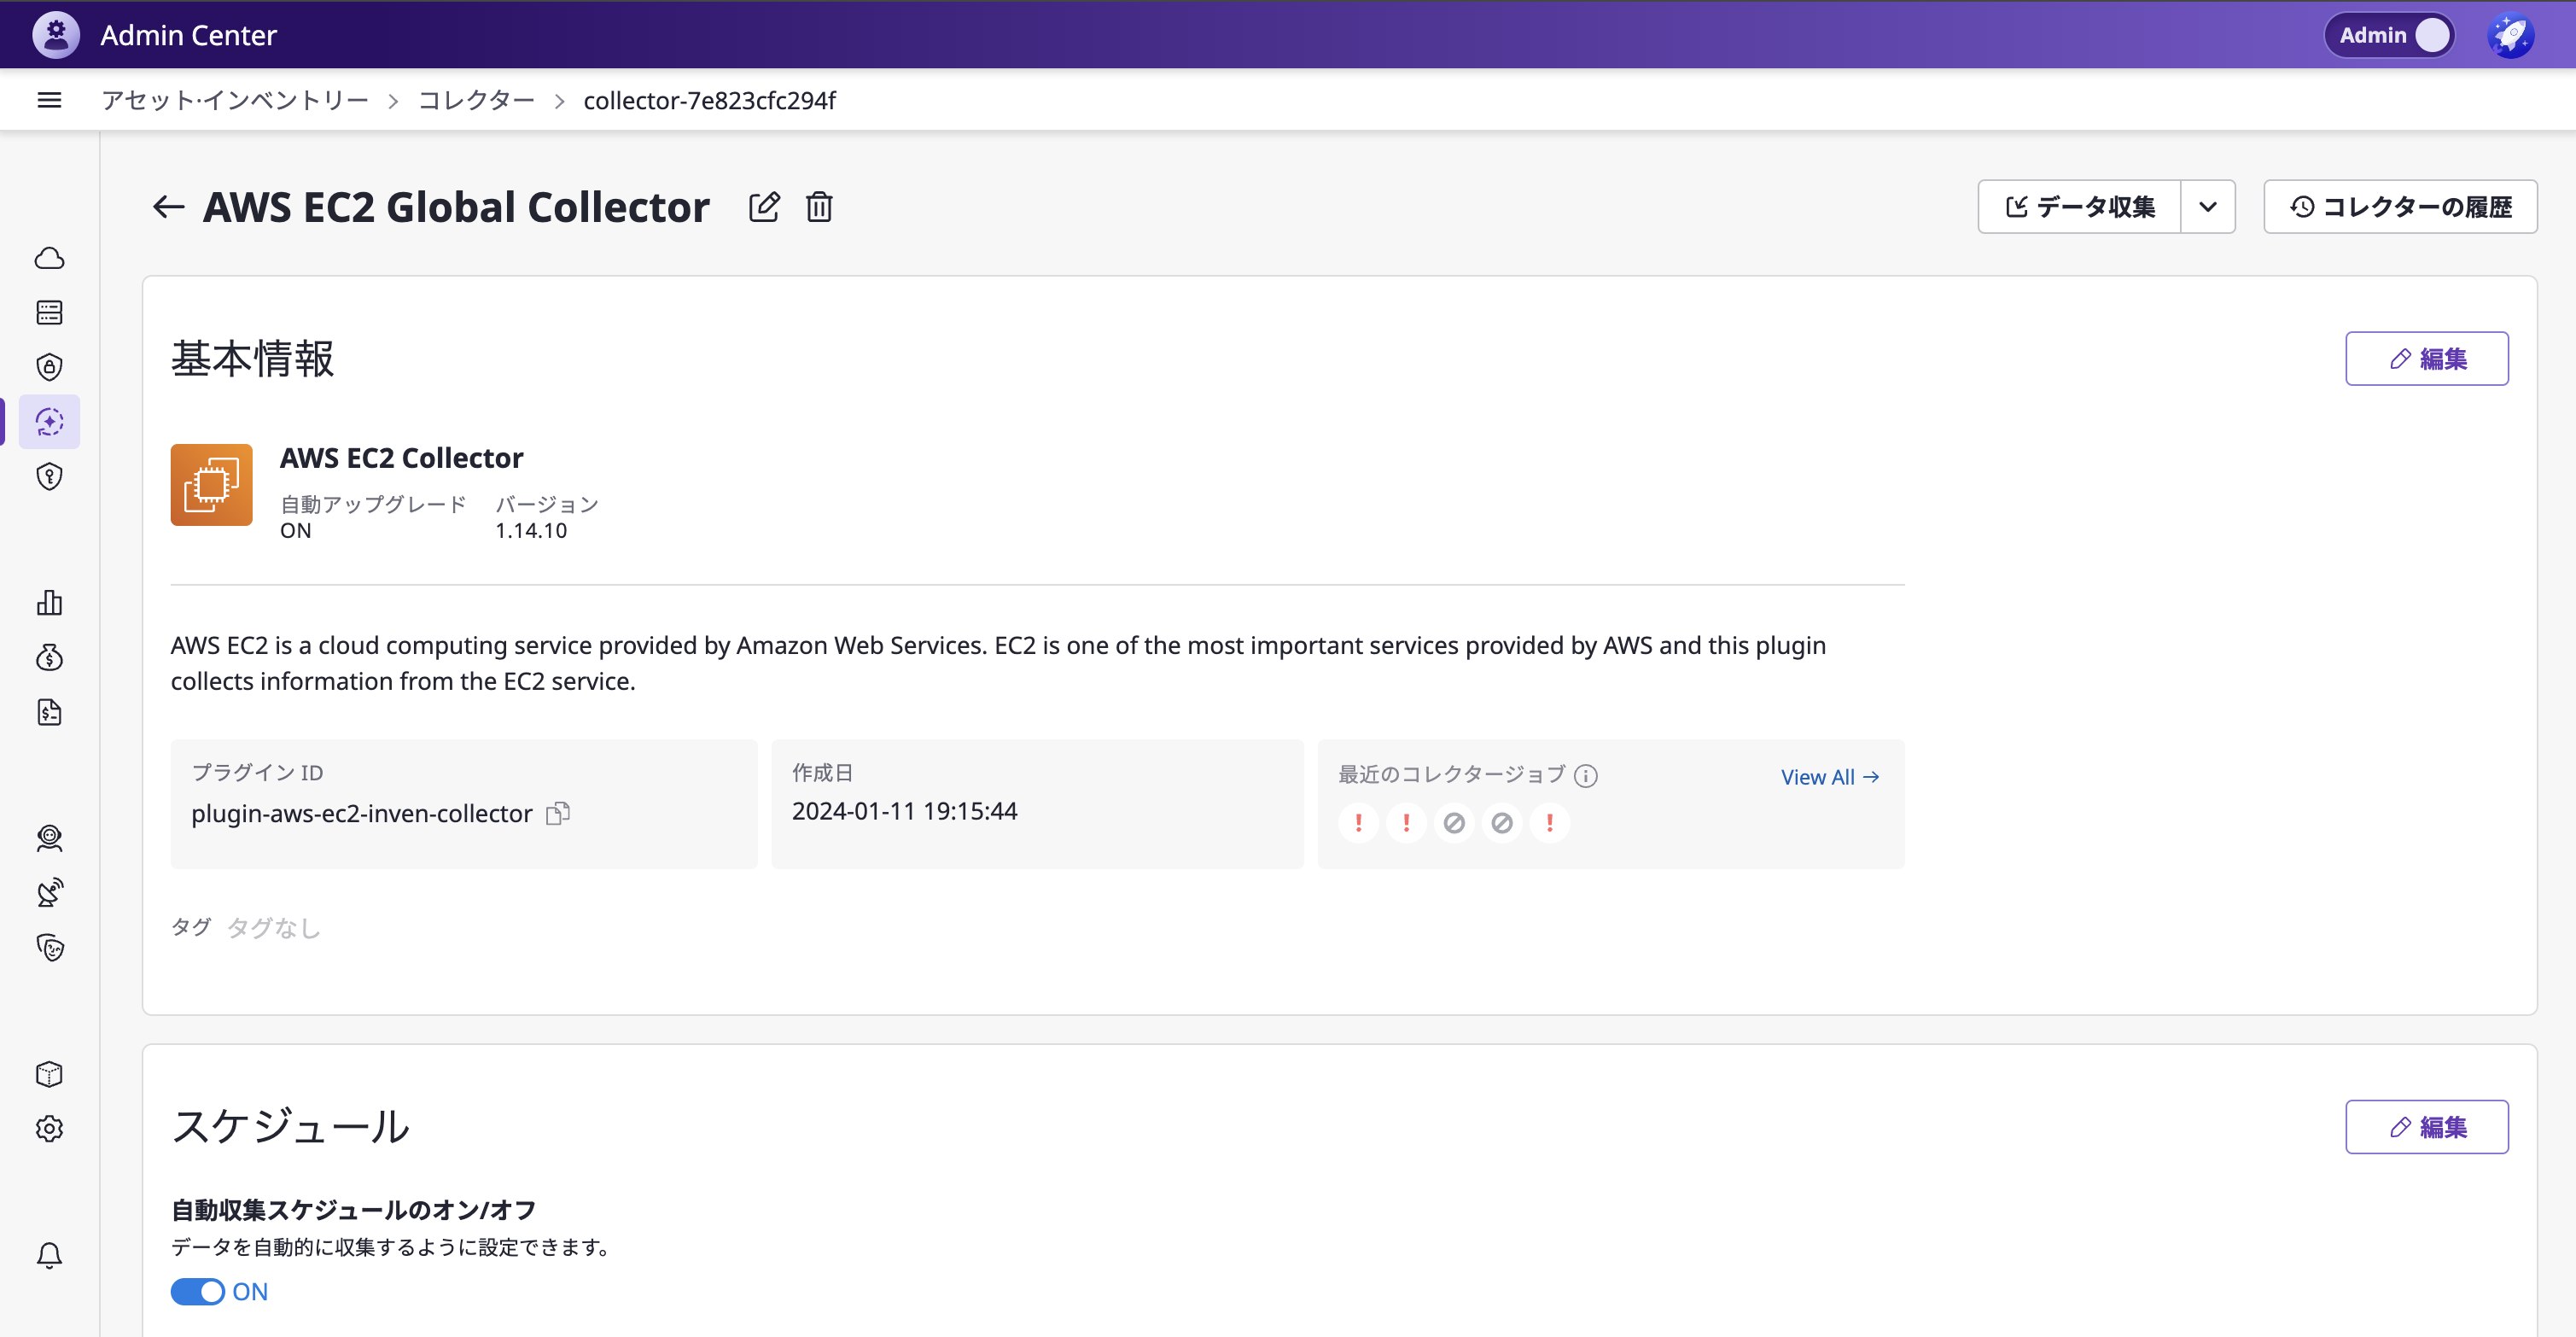 Admin Center
Admin
アセット·インベントリー > コレクター > collector-7e823cfc294f
AWS EC2 Global Collector
データ収集
コレクターの履歴
基本情報
編集
AWS EC2 Collector
自動アップグレード バージョン
ON 1.14.10
AWS EC2 is a cloud computing service provided by Amazon Web Services. EC2 is one of the most important services provided by AWS and this plugin
collects information from the EC2 service.
プラグイン ID
plugin-aws-ec2-inven-collector
作成日
2024-01-11 19:15:44
最近のコレクタージョブ
View All →
タグ タグなし
スケジュール
編集
自動収集スケジュールのオン/オフ
データを自動的に収集するように設定できます。
ON